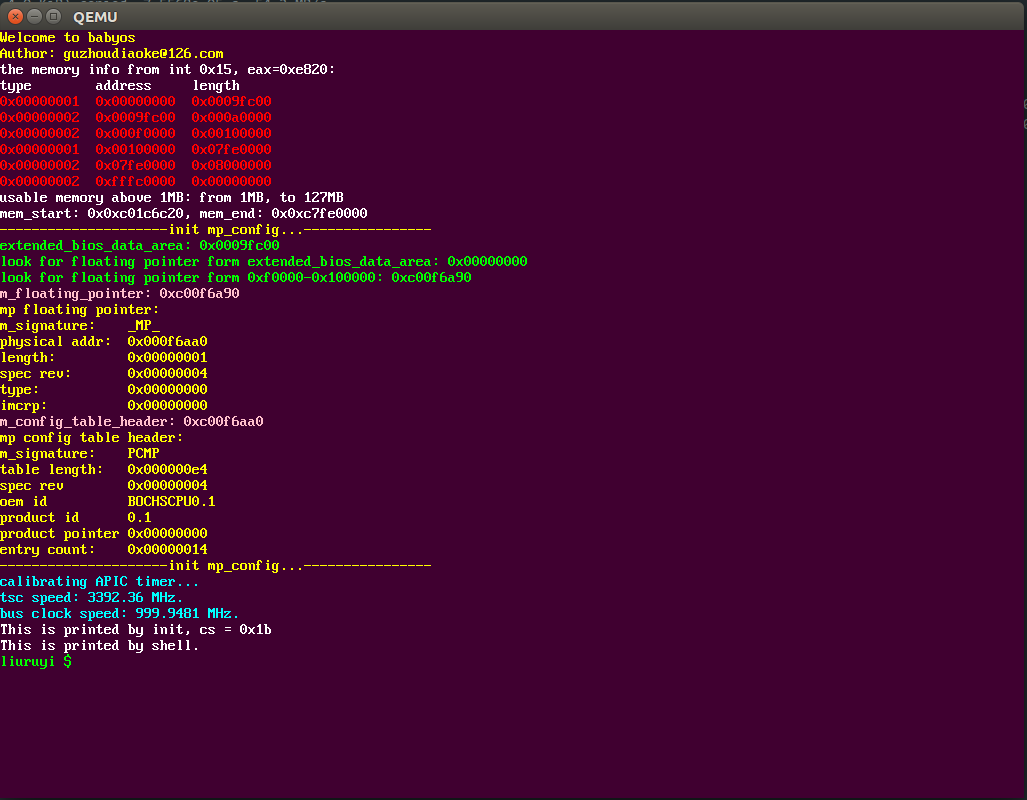 QEMU
Welcome to babyos
Author: guzhoudiaoke@126.com
the memory info from int 0x15, eax=0xe820:
type        address     length
0x00000001  0x00000000  0x0009fc00
0x00000002  0x0009fc00  0x000a0000
0x00000002  0x000f0000  0x00100000
0x00000001  0x00100000  0x07fe0000
0x00000002  0x07fe0000  0x08000000
0x00000002  0xfffc0000  0x00000000
usable memory above 1MB: from 1MB, to 127MB
mem_start: 0x0xc01c6c20, mem_end: 0x0xc7fe0000
---------------------init mp_config...----------------
extended_bios_data_area: 0x0009fc00
look for floating pointer form extended_bios_data_area: 0x00000000
look for floating pointer form 0xf0000-0x100000: 0xc00f6a90
m_floating_pointer: 0xc00f6a90
mp floating pointer:
m_signature:    _MP_
physical addr:  0x000f6aa0
length:         0x00000001
spec rev:       0x00000004
type:           0x00000000
imcrp:          0x00000000
m_config_table_header: 0xc00f6aa0
mp config table header:
m_signature:    PCMP
table length:   0x000000e4
spec rev        0x00000004
oem id          BOCHSCPU0.1
product id      0.1
product pointer 0x00000000
entry count:    0x00000014
---------------------init mp_config...----------------
calibrating APIC timer...
tsc speed: 3392.36 MHz.
bus clock speed: 999.9481 MHz.
This is printed by init, cs = 0x1b
This is printed by shell.
liuruyi $